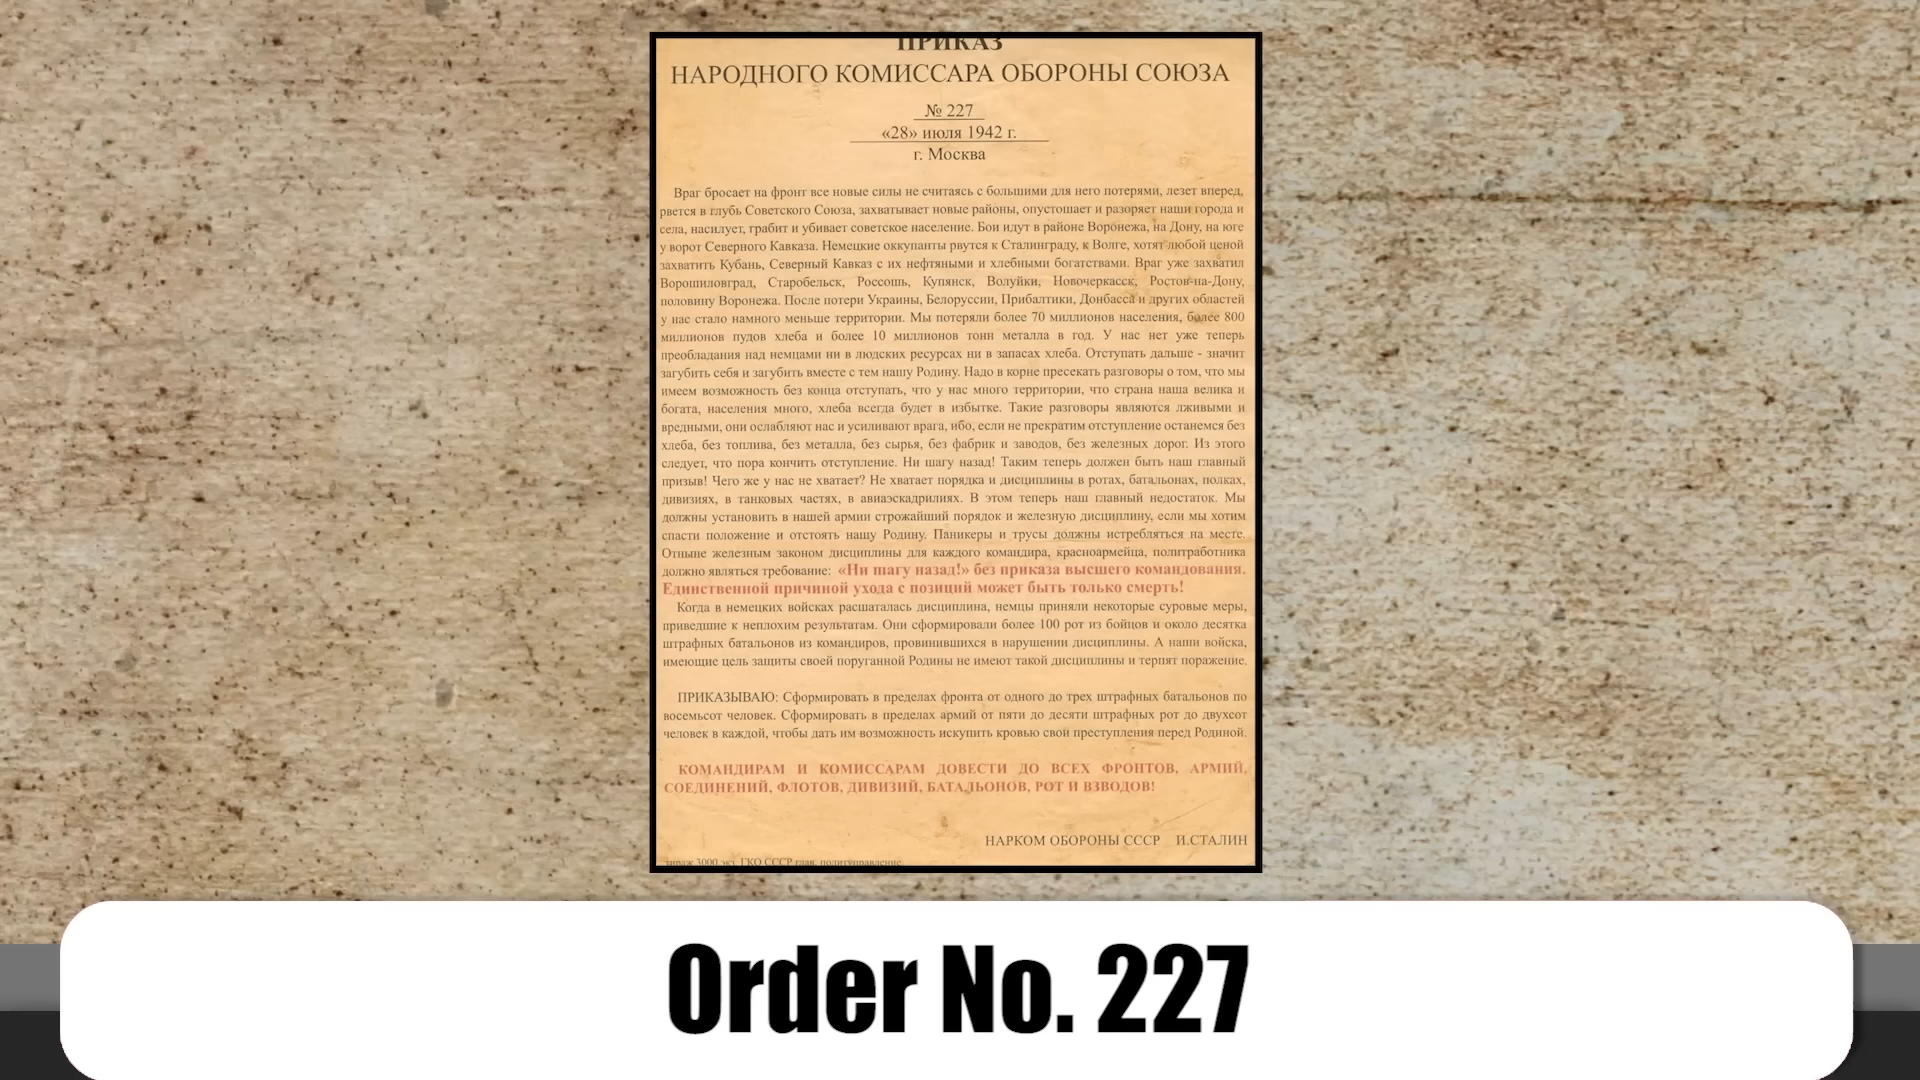 ПРИКАЗ
НАРОДНОГО КОМИССАРА ОБОРОНЫ СОЮЗА
№ 227
«28» июля 1942 г.
г. Москва
Враг бросает на фронт все новые силы не считаясь с большими для него потерями, лезет вперед,
рвется в глубь Советского Союза, захватывает новые районы, опустошает и разоряет наши города и
села, насилует, грабит и убивает советское население. Бои идут в районе Воронежа, на Дону, на юге
у ворот Северного Кавказа. Немецкие оккупанты рвутся к Сталинграду, к Волге, хотят любой ценой
захватить Кубань, Северный Кавказ с их нефтяными и хлебными богатствами. Враг уже захватил
Ворошиловград, Старобельск, Россошь, Купянск, Волуйки, Новочеркасск, Ростов-на-Дону,
половину Воронежа. После потери Украины, Белоруссии, Прибалтики, Донбасса и других областей
у нас стало намного меньше территории. Мы потеряли более 70 миллионов населения, более 800
миллионов пудов хлеба и более 10 миллионов тонн металла в год. У нас нет уже теперь
преобладания над немцами ни в людских ресурсах ни в запасах хлеба. Отступать дальше - значит
загубить себя и загубить вместе с тем нашу Родину. Надо в корне пресекать разговоры о том, что мы
имеем возможность без конца отступать, что у нас много территории, что страна наша велика и
богата, населения много, хлеба всегда будет в избытке. Такие разговоры являются лживыми и
вредными, они ослабляют нас и усиливают врага, ибо, если не прекратим отступление останемся без
хлеба, без топлива, без металла, без сырья, без фабрик и заводов, без железных дорог. Из этого
следует, что пора кончить отступление. Ни шагу назад! Таким теперь должен быть наш главный
призыв! Чего же у нас не хватает? Не хватает порядка и дисциплины в ротах, батальонах, полках,
дивизиях, в танковых частях, в авиаэскадрилиях. В этом теперь наш главный недостаток. Мы
должны установить в нашей армии строжайший порядок и железную дисциплину, если мы хотим
спасти положение и отстоять нашу Родину. Паникеры и трусы должны истребляться на месте.
Отныне железным законом дисциплины для каждого командира, красноармейца, политработника
должно являться требование: «Ни шагу назад!» без приказа высшего командования.
Единственной причиной ухода с позиций может быть только смерть!
Когда в немецких войсках расшаталась дисциплина, немцы приняли некоторые суровые меры,
приведшие к неплохим результатам. Они сформировали более 100 рот из бойцов и около десятка
штрафных батальонов из командиров, провинившихся в нарушении дисциплины. А наши войска,
имеющие цель защиты своей поруганной Родины не имеют такой дисциплины и терпят поражение.
ПРИКАЗЫВАЮ: Сформировать в пределах фронта от одного до трех штрафных батальонов по
восемьсот человек. Сформировать в пределах армий от пяти до десяти штрафных рот до двухсот
человек в каждой, чтобы дать им возможность искупить кровью свой преступления перед Родиной.
КОМАНДИРАМ И КОМИССАРАМ ДОВЕСТИ ДО ВСЕХ ФРОНТОВ, АРМИЙ,
СОЕДИНЕНИЙ, ФЛОТОВ, ДИВИЗИЙ, БАТАЛЬОНОВ, РОТ И ВЗВОДОВ!
НАРКОМ ОБОРОНЫ СССР И.СТАЛИН
тираж 3000 экз. ГКО СССР глав. политуправление
Order No. 227